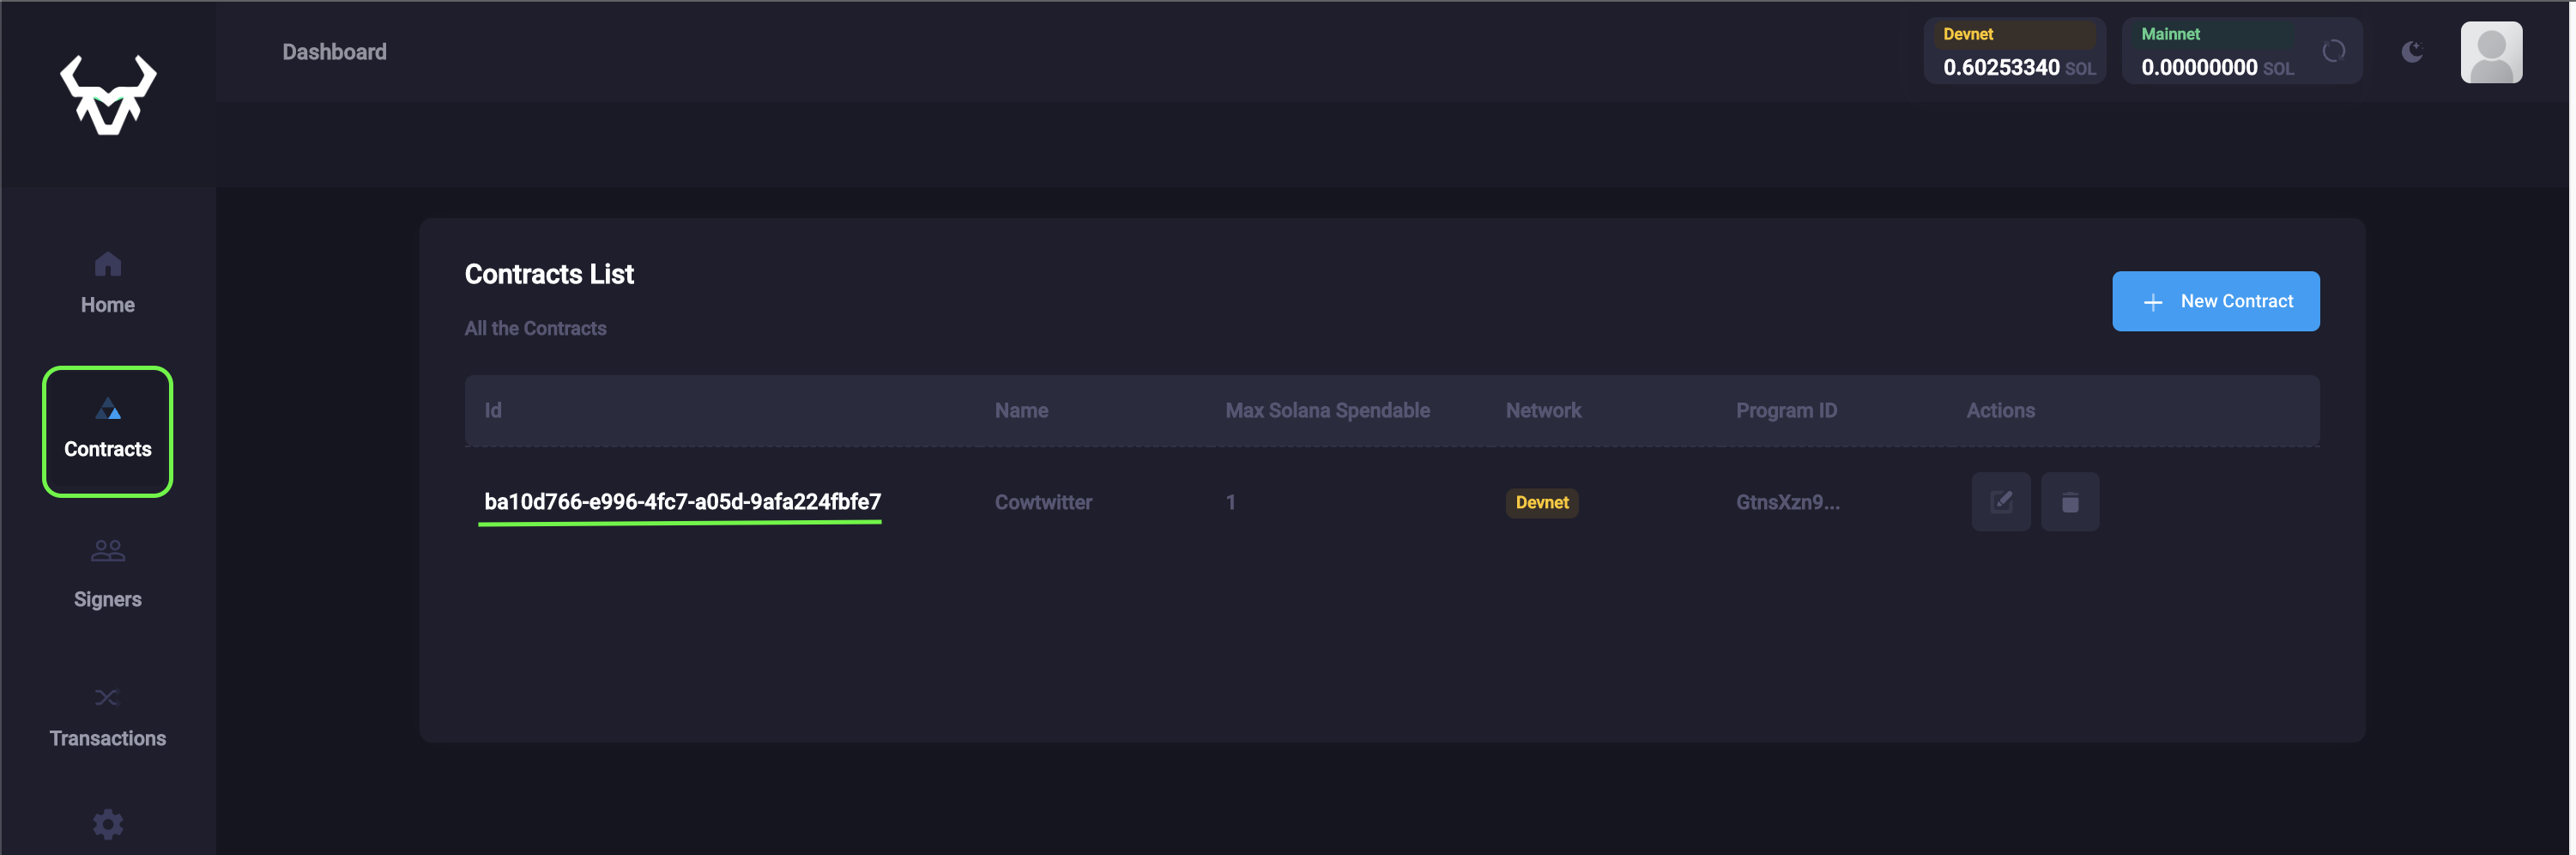 Dashboard
Devnet
0.60253340 SOL
Mainnet
0.00000000 SOL
Home
Contracts
Signers
Transactions
Contracts List
All the Contracts
New Contract
Id Name Max Solana Spendable Network Program ID Actions
ba10d766-e996-4fc7-a05d-9afa224fbfe7 Cowtwitter 1 Devnet GtnsXzn9...